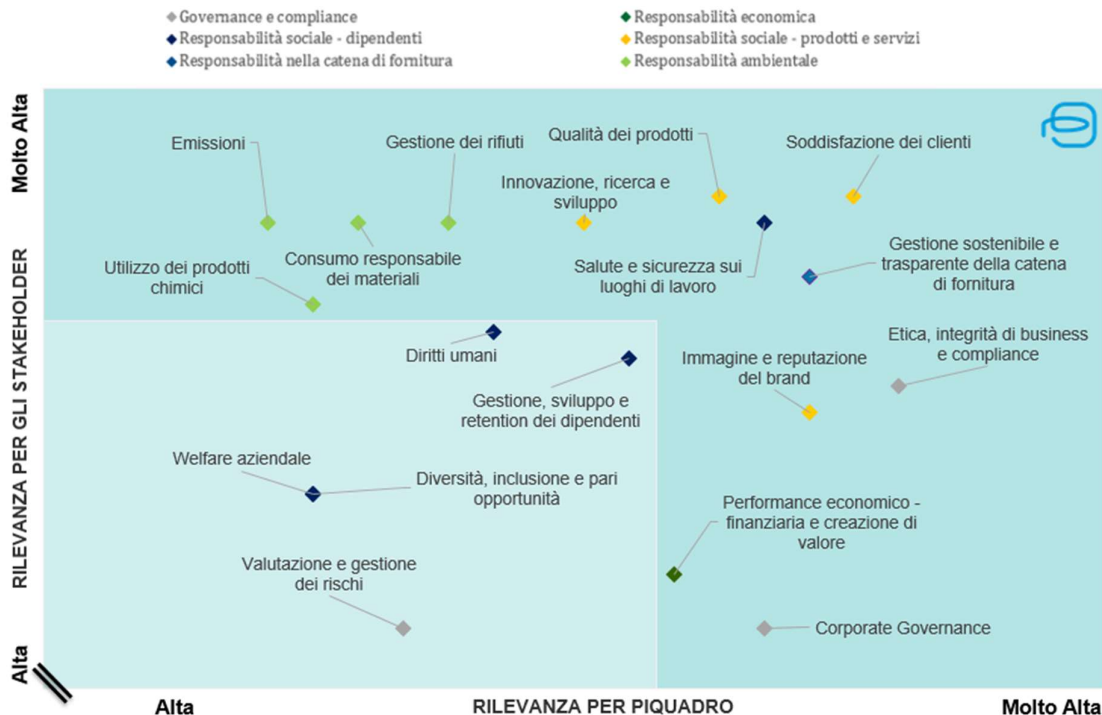 Governance e compliance
Responsabilità economica
Responsabilità sociale - dipendenti
Responsabilità sociale - prodotti e servizi
Responsabilità nella catena di fornitura
Responsabilità ambientale
RILEVANZA PER GLI STAKEHOLDER
Molto Alta
Alta
Emissioni
Gestione dei rifiuti
Qualità dei prodotti
Soddisfazione dei clienti
Innovazione, ricerca e
sviluppo
Utilizzo dei prodotti
chimici
Consumo responsabile
dei materiali
Salute e sicurezza sui
luoghi di lavoro
Gestione sostenibile e
trasparente della catena
di fornitura
Diritti umani
Etica, integrità di business
e compliance
Immagine e reputazione
del brand
Gestione, sviluppo e
retention dei dipendenti
Welfare aziendale
Diversità, inclusione e pari
opportunità
Performance economico -
finanziaria e creazione di
valore
Valutazione e gestione
dei rischi
Corporate Governance
Alta
RILEVANZA PER PIQUADRO
Molto Alta